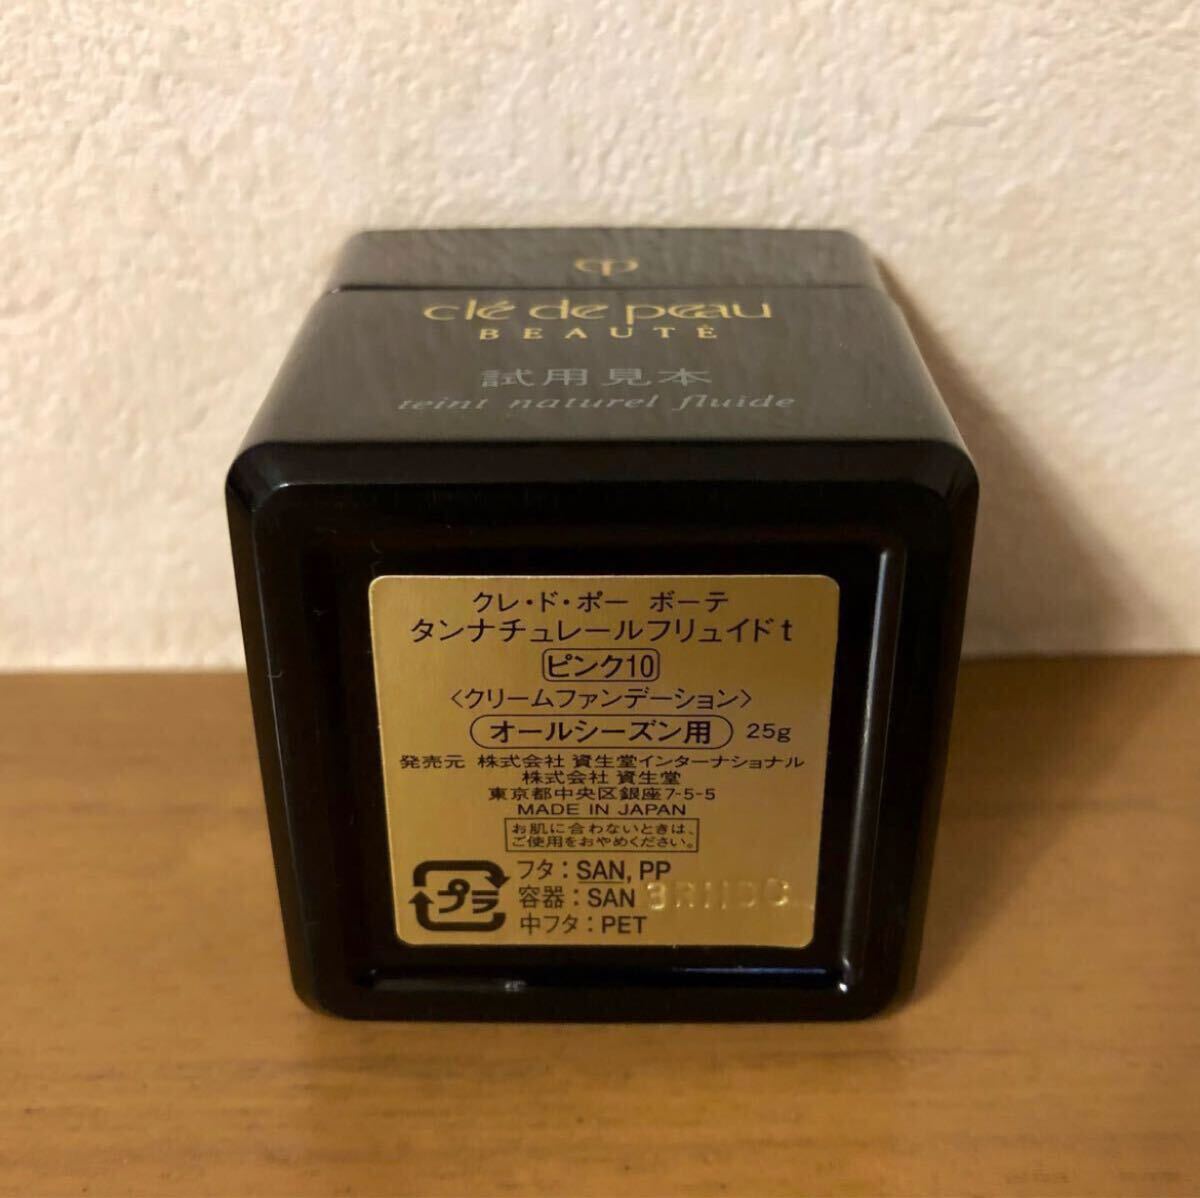 clé de peau
BEAUTÉ
試用見本
teint naturel fluide
クレ・ド・ポー ボーテ
タンナチュレールフリュイドt
ピンク10
〈クリームファンデーション〉
オールシーズン用 25g
発売元 株式会社 資生堂インターナショナル
株式会社 資生堂
東京都中央区銀座7-5-5
MADE IN JAPAN
お肌に合わないときは、
ご使用をおやめください。
プラ
フタ：SAN, PP
容器：SAN
中フタ：PET